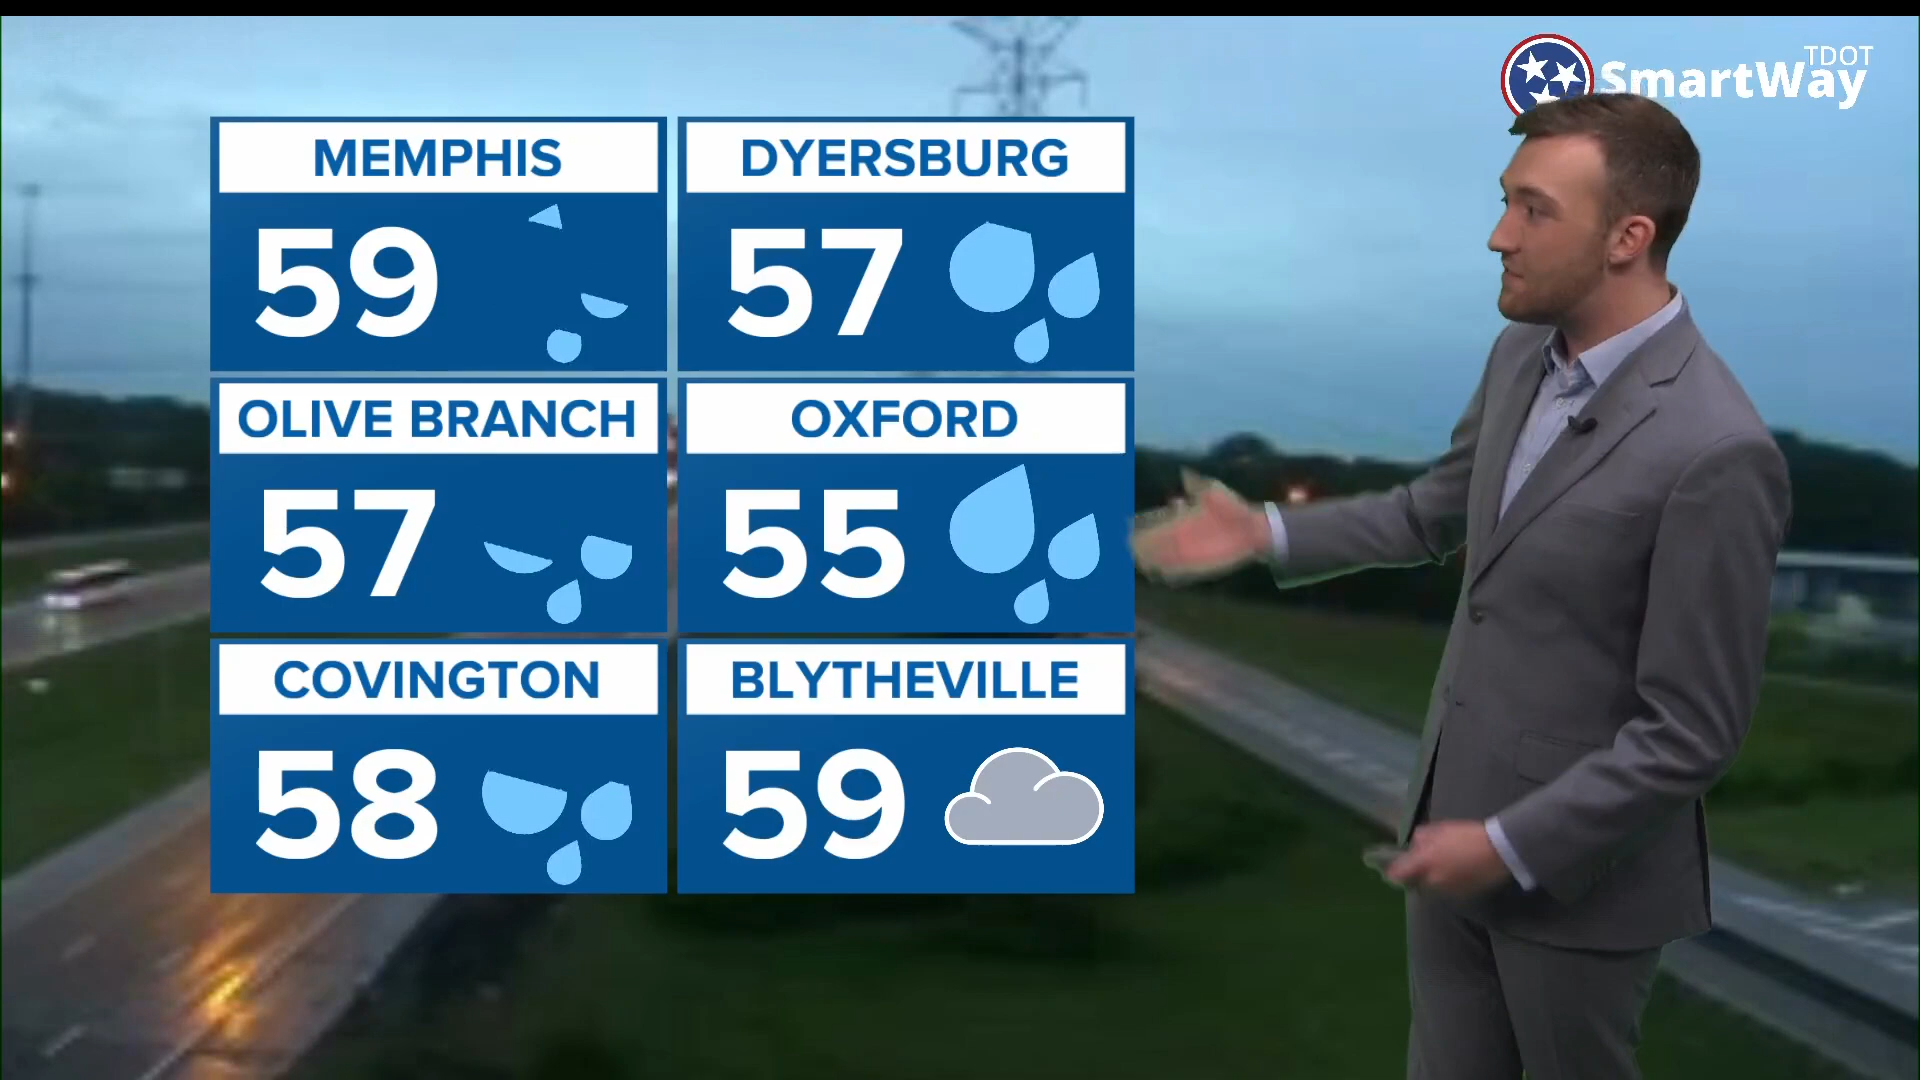 TDOT
SmartWay
MEMPHIS
59
DYERSBURG
57
OLIVE BRANCH
57
OXFORD
55
COVINGTON
58
BLYTHEVILLE
59